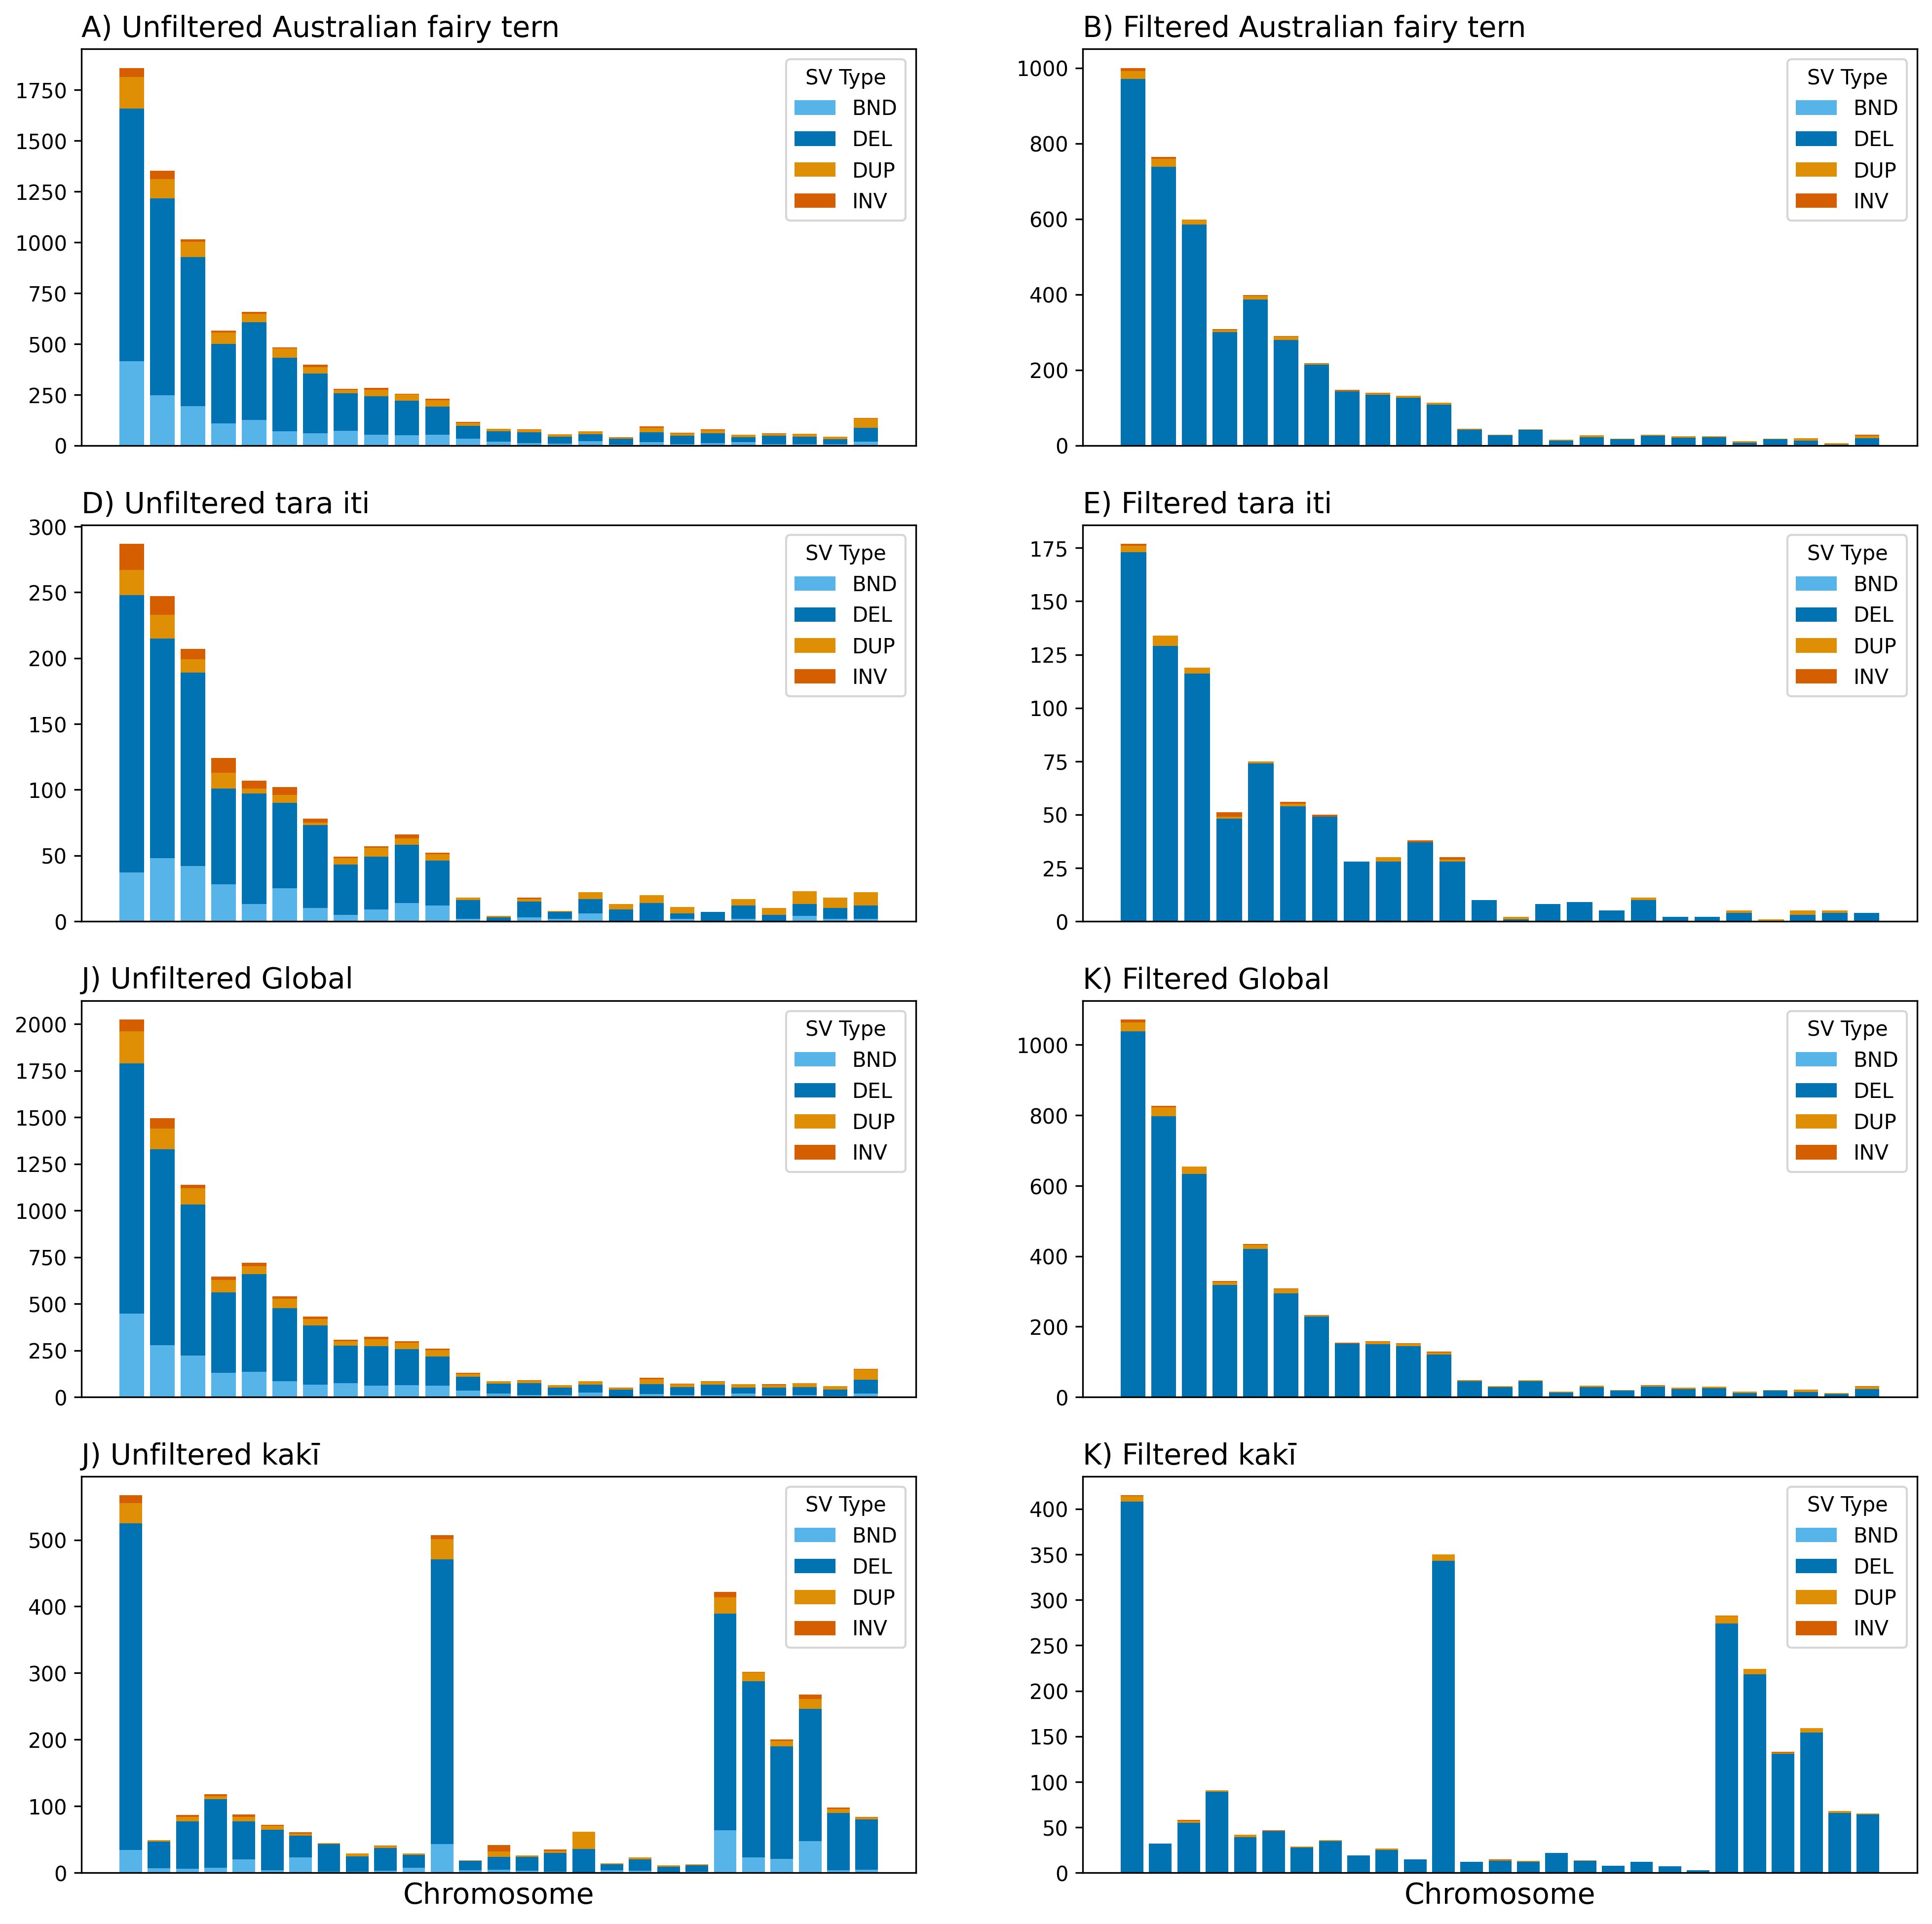 A) Unfiltered Australian fairy tern
1750
1500
1250
1000
750
500
250
0
SV Type
BND
DEL
DUP
INV
B) Filtered Australian fairy tern
1000
800
600
400
200
0
SV Type
BND
DEL
DUP
INV
D) Unfiltered tara iti
300
250
200
150
100
50
0
SV Type
BND
DEL
DUP
INV
E) Filtered tara iti
175
150
125
100
75
50
25
0
SV Type
BND
DEL
DUP
INV
J) Unfiltered Global
2000
1750
1500
1250
1000
750
500
250
0
SV Type
BND
DEL
DUP
INV
K) Filtered Global
1000
800
600
400
200
0
SV Type
BND
DEL
DUP
INV
J) Unfiltered kakī
500
400
300
200
100
0
SV Type
BND
DEL
DUP
INV
Chromosome
K) Filtered kakī
400
350
300
250
200
150
100
50
0
SV Type
BND
DEL
DUP
INV
Chromosome